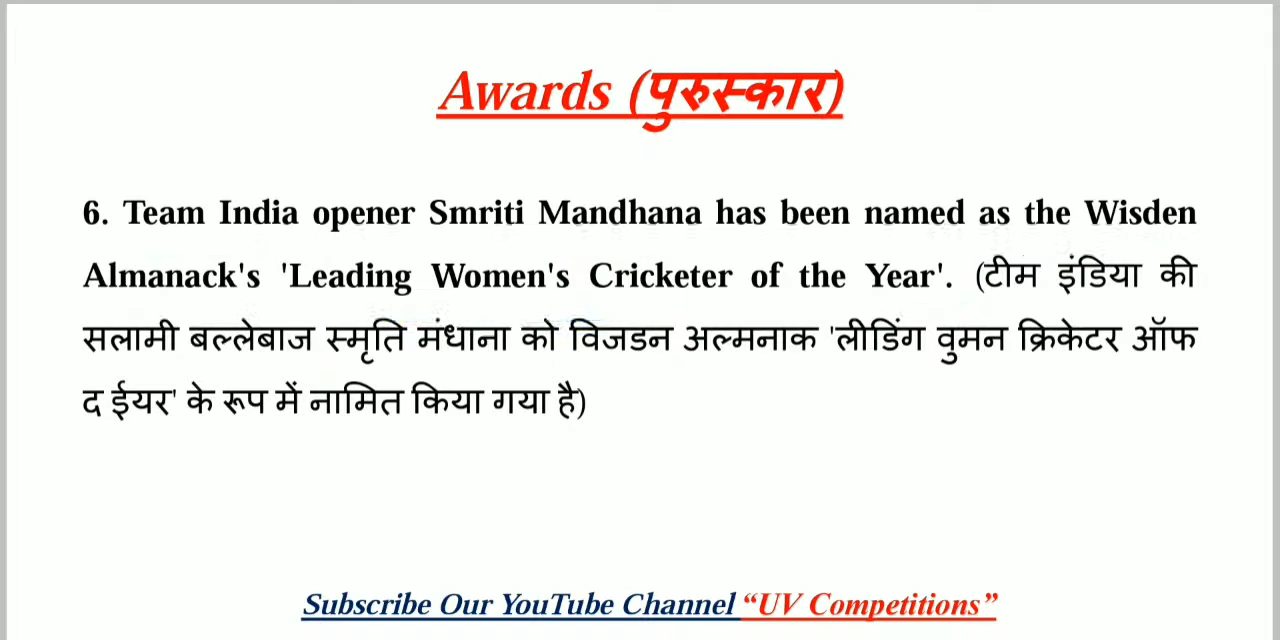 Awards (पुरुस्कार)
6. Team India opener Smriti Mandhana has been named as the Wisden
Almanack's 'Leading Women's Cricketer of the Year'. (टीम इंडिया की
सलामी बल्लेबाज स्मृति मंधाना को विजडन अल्मनाक 'लीडिंग वुमन क्रिकेटर ऑफ
द ईयर' के रूप में नामित किया गया है)
Subscribe Our YouTube Channel “UV Competitions”